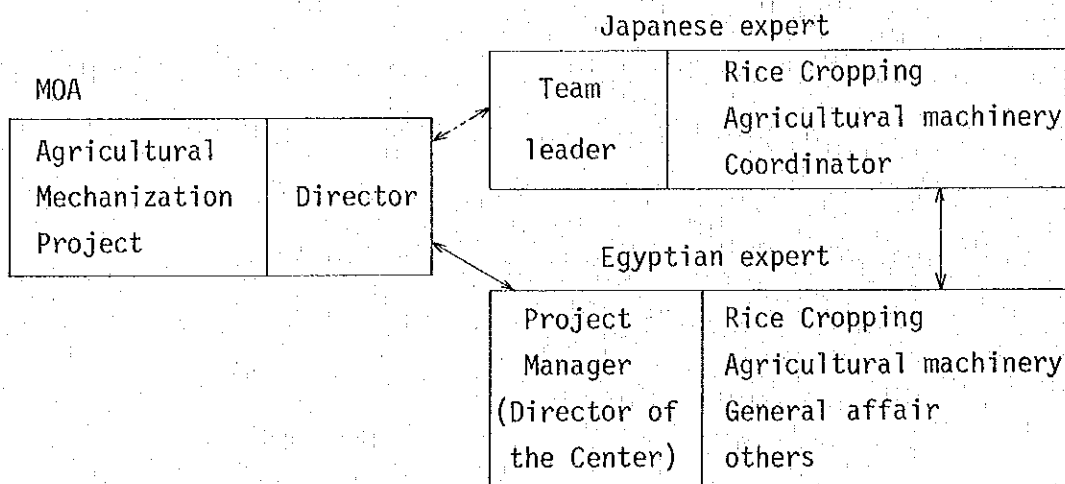 MOA
Agricultural
Mechanization
Project
Director
Japanese expert
Team
leader
Rice Cropping
Agricultural machinery
Coordinator
Egyptian expert
Project
Manager
(Director of
the Center)
Rice Cropping
Agricultural machinery
General affair
others